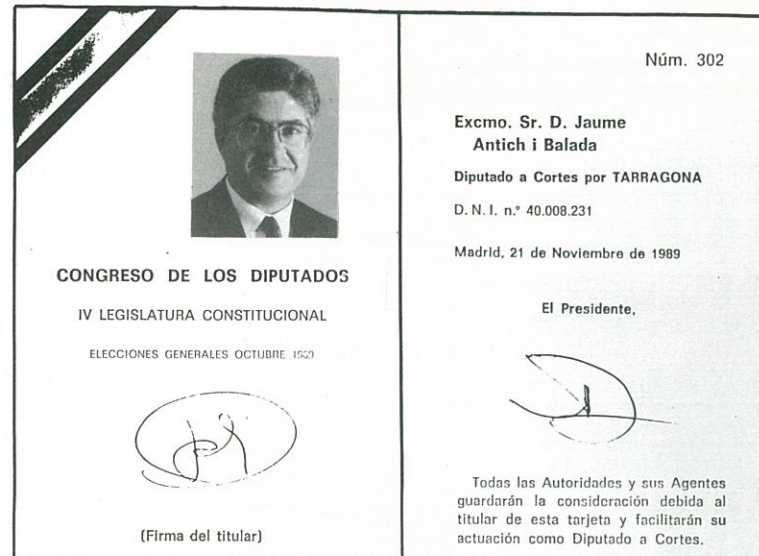 CONGRESO DE LOS DIPUTADOS
IV LEGISLATURA CONSTITUCIONAL
ELECCIONES GENERALES OCTUBRE 1989
(Firma del titular)
Núm. 302
Excmo. Sr. D. Jaume
Antich i Balada
Diputado a Cortes por TARRAGONA
D. N. I. n.º 40.008.231
Madrid, 21 de Noviembre de 1989
El Presidente,
Todas las Autoridades y sus Agentes
guardarán la consideración debida al
titular de esta tarjeta y facilitarán su
actuación como Diputado a Cortes.